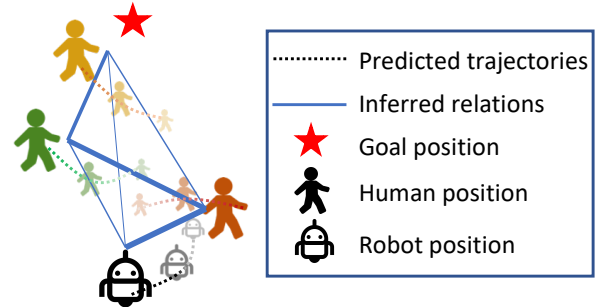 Predicted trajectories
Inferred relations
Goal position
Human position
Robot position